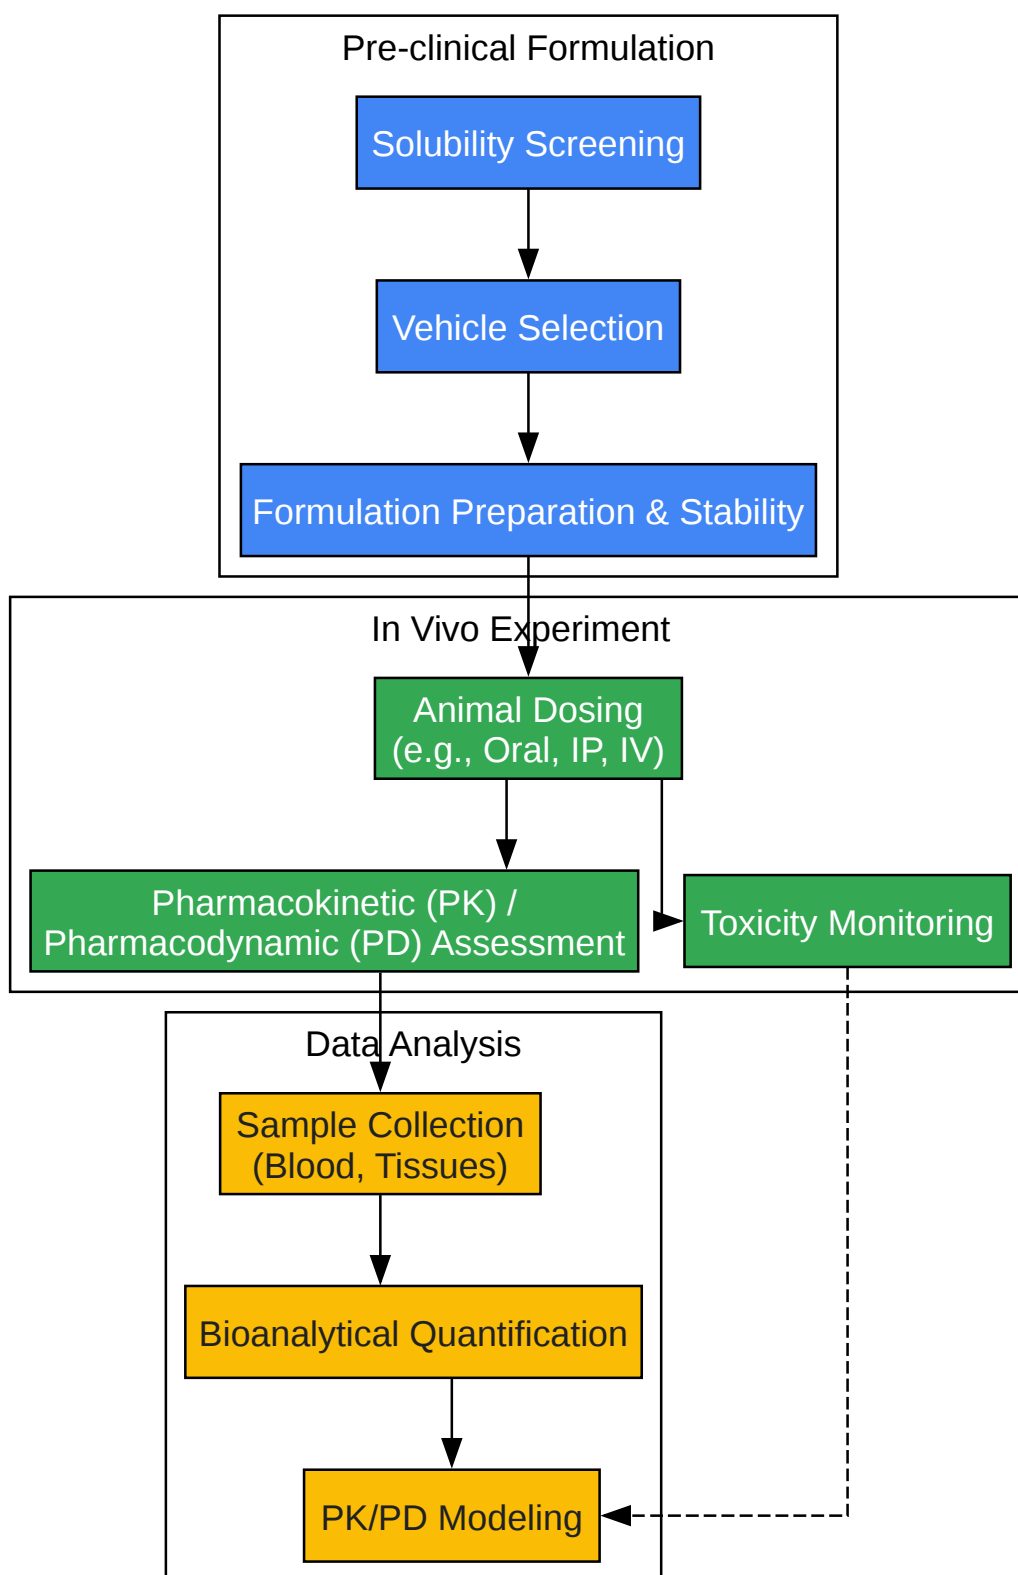 Pre-clinical Formulation
Solubility Screening
Vehicle Selection
Formulation Preparation & Stability
In Vivo Experiment
Animal Dosing
(e.g., Oral, IP, IV)
Pharmacokinetic (PK) /
Pharmacodynamic (PD) Assessment
Toxicity Monitoring
Data Analysis
Sample Collection
(Blood, Tissues)
Bioanalytical Quantification
PK/PD Modeling